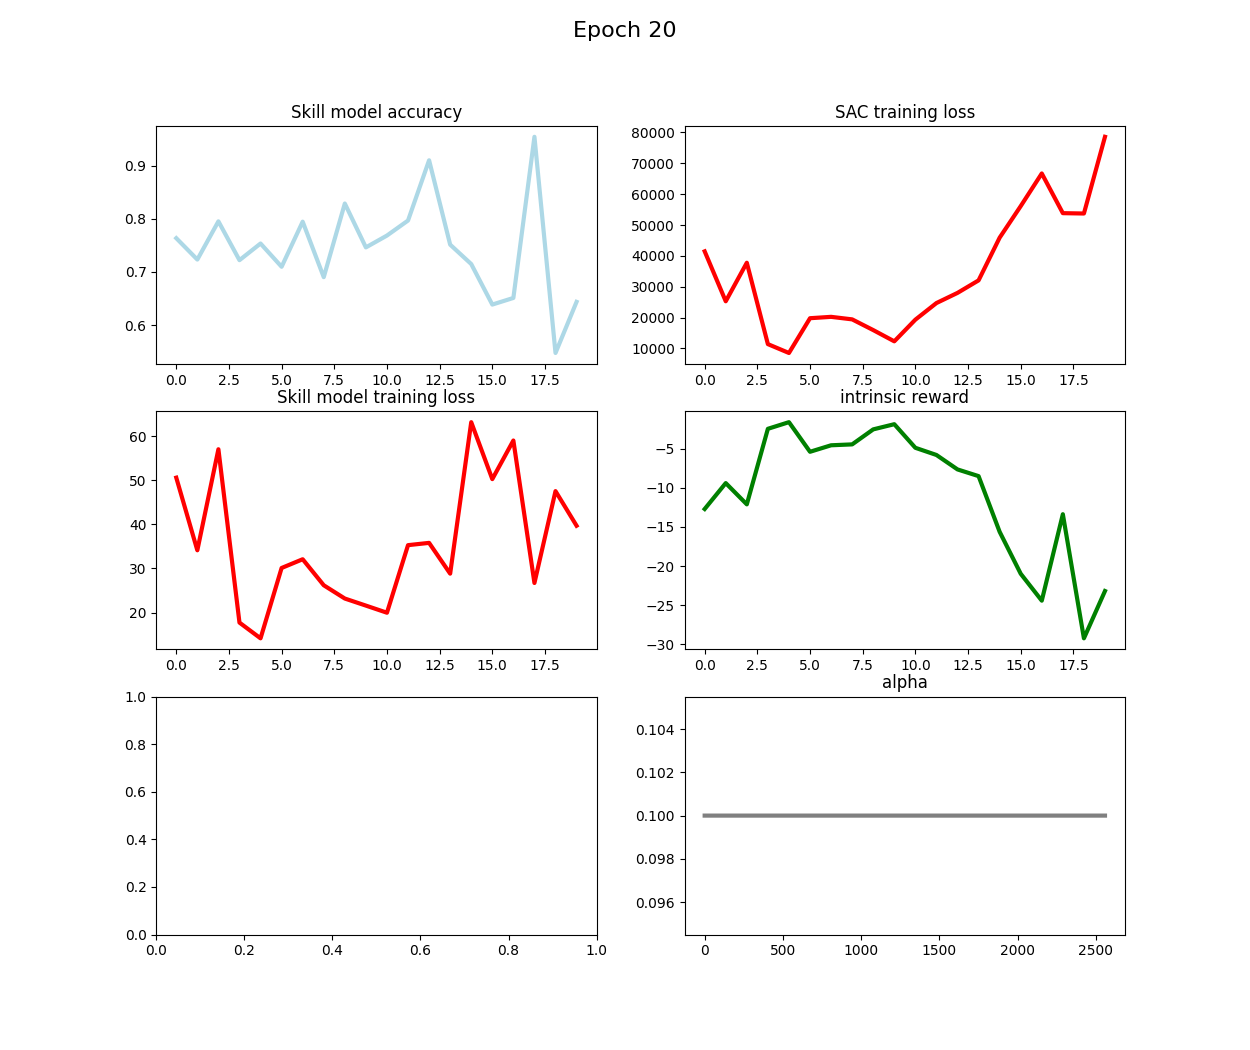 Epoch 20
Skill model accuracy
0.9
0.8
0.7
0.6
0.0 2.5 5.0 7.5 10.0 12.5 15.0 17.5
SAC training loss
80000
70000
60000
50000
40000
30000
20000
10000
0.0 2.5 5.0 7.5 10.0 12.5 15.0 17.5
Skill model training loss
60
50
40
30
20
0.0 2.5 5.0 7.5 10.0 12.5 15.0 17.5
intrinsic reward
−5
−10
−15
−20
−25
−30
0.0 2.5 5.0 7.5 10.0 12.5 15.0 17.5
1.0
0.8
0.6
0.4
0.2
0.0
0.0 0.2 0.4 0.6 0.8 1.0
alpha
0.104
0.102
0.100
0.098
0.096
0 500 1000 1500 2000 2500